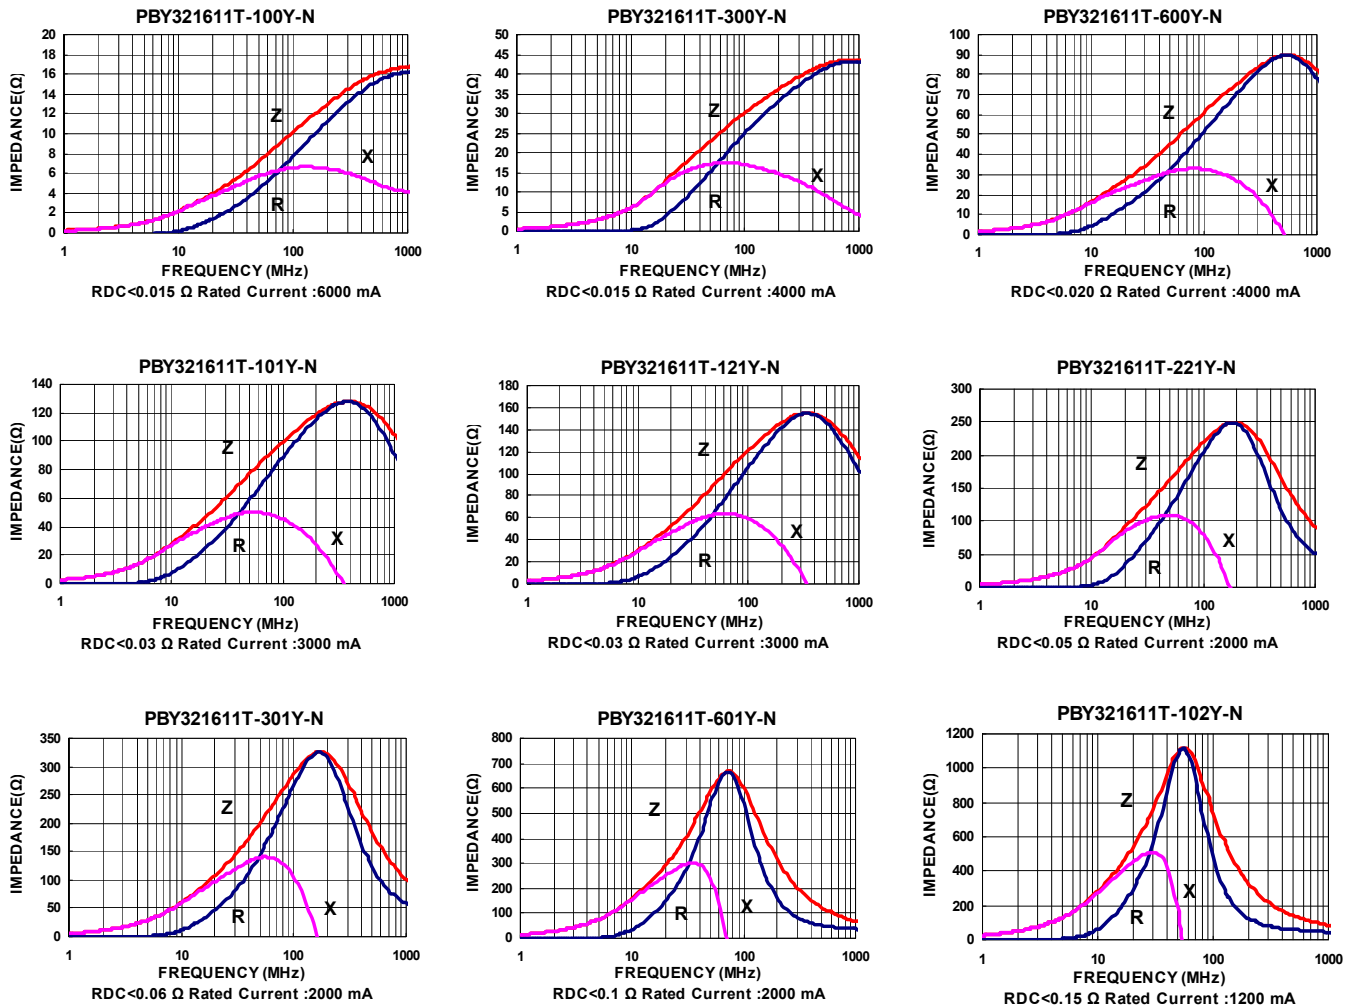 PBY321611T-100Y-N
IMPEDANCE(Ω)
20
18
16
14
12
10
8
6
4
2
0
Z
X
R
1 10 100 1000
FREQUENCY (MHz)
RDC<0.015 Ω Rated Current :6000 mA
PBY321611T-300Y-N
IMPEDANCE(Ω)
50
45
40
35
30
25
20
15
10
5
0
Z
X
R
1 10 100 1000
FREQUENCY (MHz)
RDC<0.015 Ω Rated Current :4000 mA
PBY321611T-600Y-N
IMPEDANCE(Ω)
100
90
80
70
60
50
40
30
20
10
0
Z
X
R
1 10 100 1000
FREQUENCY (MHz)
RDC<0.020 Ω Rated Current :4000 mA
PBY321611T-101Y-N
IMPEDANCE(Ω)
140
120
100
80
60
40
20
0
Z
R
X
1 10 100 1000
FREQUENCY (MHz)
RDC<0.03 Ω Rated Current :3000 mA
PBY321611T-121Y-N
IMPEDANCE(Ω)
180
160
140
120
100
80
60
40
20
0
Z
X
R
1 10 100 1000
FREQUENCY (MHz)
RDC<0.03 Ω Rated Current :3000 mA
PBY321611T-221Y-N
IMPEDANCE(Ω)
300
250
200
150
100
50
0
Z
X
R
1 10 100 1000
FREQUENCY (MHz)
RDC<0.05 Ω Rated Current :2000 mA
PBY321611T-301Y-N
IMPEDANCE(Ω)
350
300
250
200
150
100
50
0
Z
R
X
1 10 100 1000
FREQUENCY (MHz)
RDC<0.06 Ω Rated Current :2000 mA
PBY321611T-601Y-N
IMPEDANCE(Ω)
800
700
600
500
400
300
200
100
0
Z
R
X
1 10 100 1000
FREQUENCY (MHz)
RDC<0.1 Ω Rated Current :2000 mA
PBY321611T-102Y-N
IMPEDANCE(Ω)
1200
1000
800
600
400
200
0
Z
X
R
1 10 100 1000
FREQUENCY (MHz)
RDC<0.15 Ω Rated Current :1200 mA